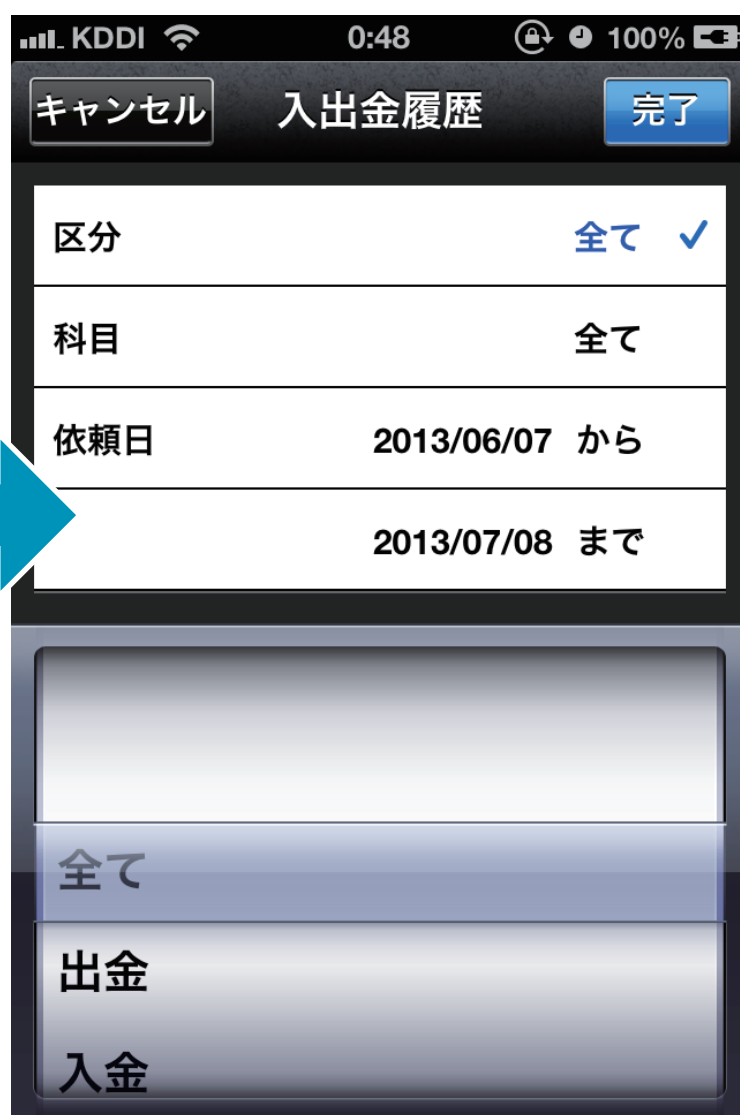 KDDI 0:48 100%
キャンセル 入出金履歴 完了
区分 全て
科目 全て
依頼日 2013/06/07 から
2013/07/08 まで
全て
出金
入金